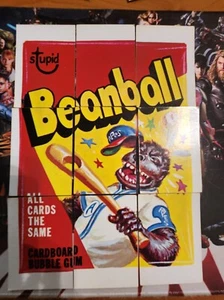 stupid
Beanball
ALL
CARDS
THE
SAME
CARDBOARD
BUBBLE GUM